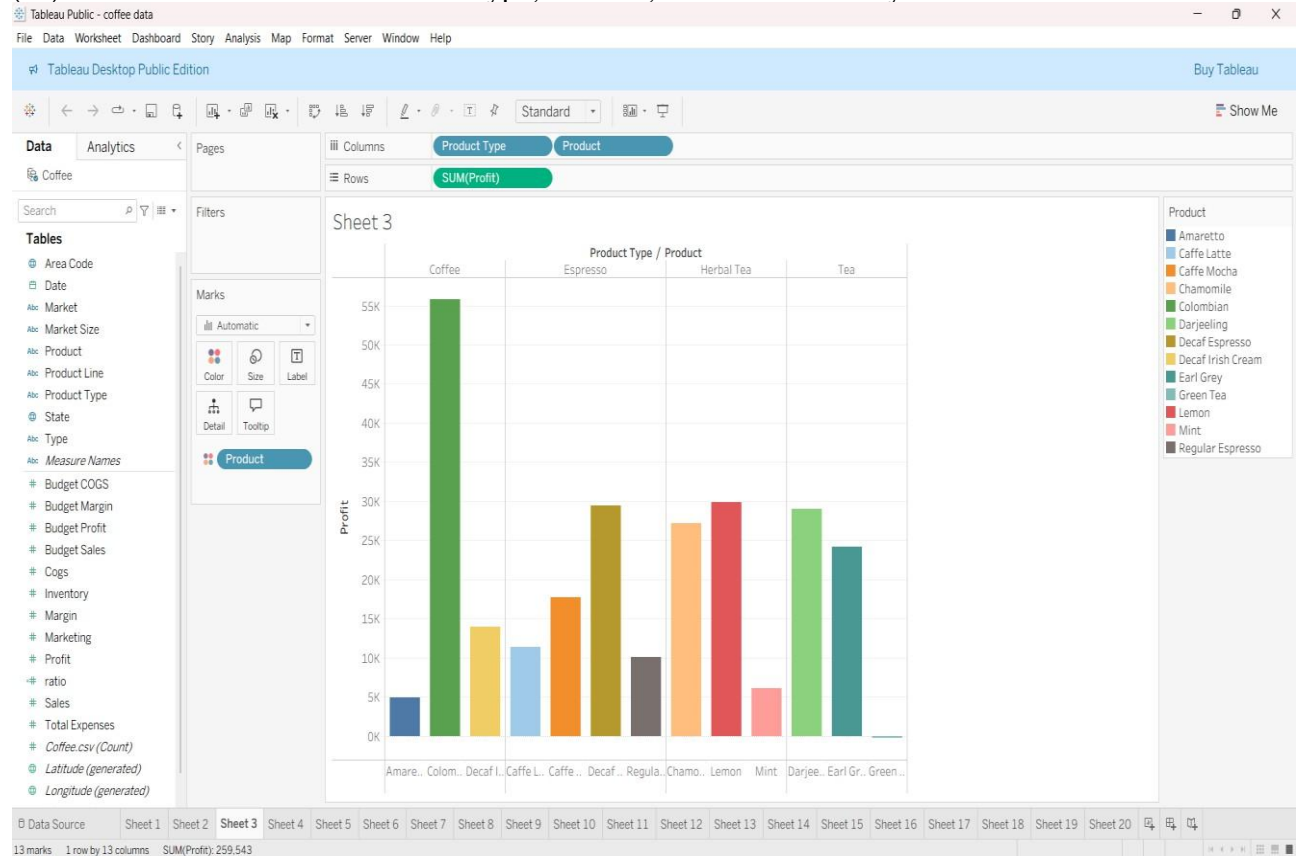 Tableau Public - coffee data
File Data Worksheet Dashboard Story Analysis Map Format Server Window Help
Tableau Desktop Public Edition
Buy Tableau
Standard
Show Me
Data Analytics
Coffee
Search
Tables
Area Code
Date
Abc Market
Abc Market Size
Abc Product
Abc Product Line
Abc Product Type
State
Abc Type
Abc Measure Names
# Budget COGS
# Budget Margin
# Budget Profit
# Budget Sales
# Cogs
# Inventory
# Margin
# Marketing
# Profit
=# ratio
# Sales
# Total Expenses
# Coffee.csv (Count)
Latitude (generated)
Longitude (generated)
Pages
Filters
Marks
Automatic
Color Size Label
Detail Tooltip
Product
iii Columns Product Type Product
Rows SUM(Profit)
Sheet 3
Product Type / Product
Coffee Espresso Herbal Tea Tea
Profit
55K
50K
45K
40K
35K
30K
25K
20K
15K
10K
5K
0K
Amare.. Colom.. Decaf I.. Caffe L.. Caffe .. Decaf .. Regula.. Chamo.. Lemon Mint Darjee.. Earl Gr.. Green ..
Product
Amaretto
Caffe Latte
Caffe Mocha
Chamomile
Colombian
Darjeeling
Decaf Espresso
Decaf Irish Cream
Earl Grey
Green Tea
Lemon
Mint
Regular Espresso
Data Source Sheet 1 Sheet 2 Sheet 3 Sheet 4 Sheet 5 Sheet 6 Sheet 7 Sheet 8 Sheet 9 Sheet 10 Sheet 11 Sheet 12 Sheet 13 Sheet 14 Sheet 15 Sheet 16 Sheet 17 Sheet 18 Sheet 19 Sheet 20
13 marks 1 row by 13 columns SUM(Profit): 259,543